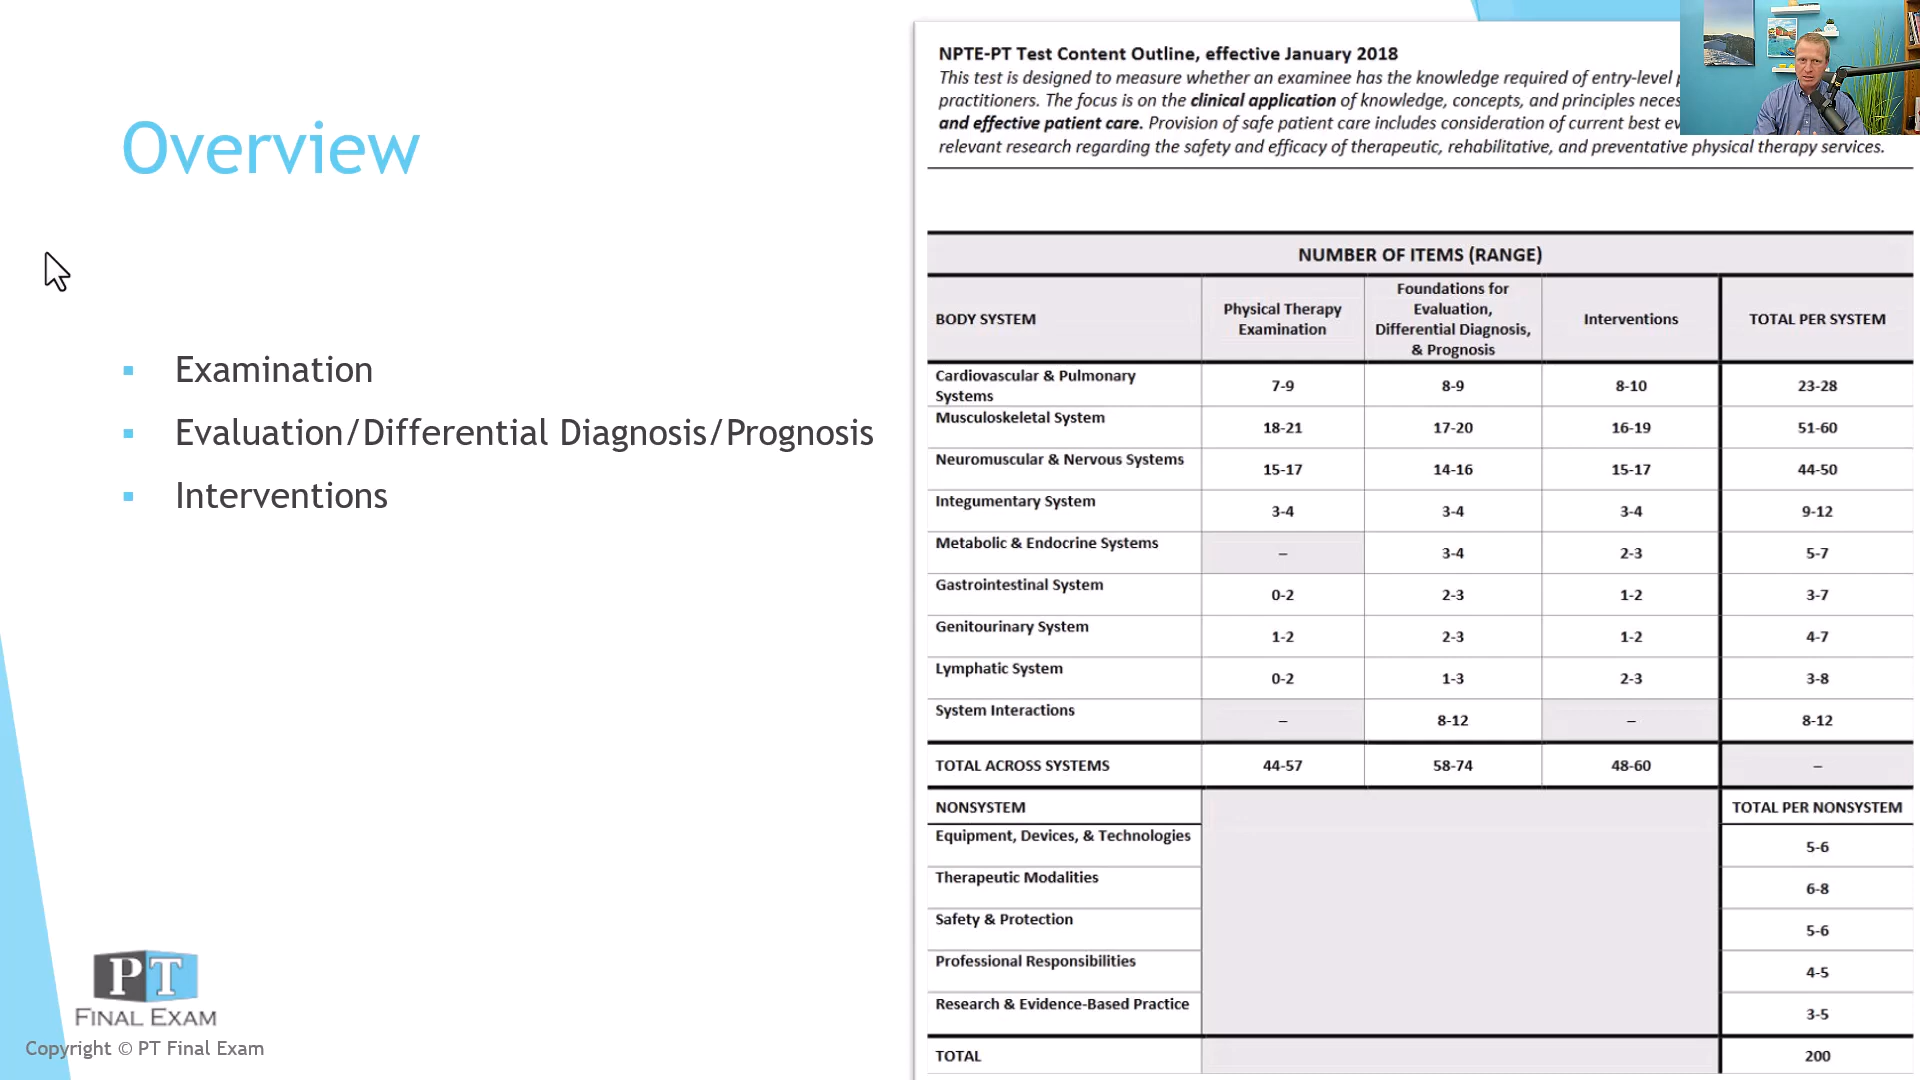 Overview
▪ Examination
▪ Evaluation/Differential Diagnosis/Prognosis
▪ Interventions
PT
FINAL EXAM
Copyright © PT Final Exam
NPTE-PT Test Content Outline, effective January 2018
This test is designed to measure whether an examinee has the knowledge required of entry-level
practitioners. The focus is on the clinical application of knowledge, concepts, and principles
and effective patient care. Provision of safe patient care includes consideration of current best
relevant research regarding the safety and efficacy of therapeutic, rehabilitative, and preventative physical therapy services.
NUMBER OF ITEMS (RANGE)
BODY SYSTEM | Physical Therapy Examination | Foundations for Evaluation, Differential Diagnosis, & Prognosis | Interventions | TOTAL PER SYSTEM
Cardiovascular & Pulmonary Systems 7-9 8-9 8-10 23-28
Musculoskeletal System 18-21 17-20 16-19 51-60
Neuromuscular & Nervous Systems 15-17 14-16 15-17 44-50
Integumentary System 3-4 3-4 3-4 9-12
Metabolic & Endocrine Systems – 3-4 2-3 5-7
Gastrointestinal System 0-2 2-3 1-2 3-7
Genitourinary System 1-2 2-3 1-2 4-7
Lymphatic System 0-2 1-3 2-3 3-8
System Interactions – 8-12 – 8-12
TOTAL ACROSS SYSTEMS 44-57 58-74 48-60 –
NONSYSTEM TOTAL PER NONSYSTEM
Equipment, Devices, & Technologies 5-6
Therapeutic Modalities 6-8
Safety & Protection 5-6
Professional Responsibilities 4-5
Research & Evidence-Based Practice 3-5
TOTAL 200